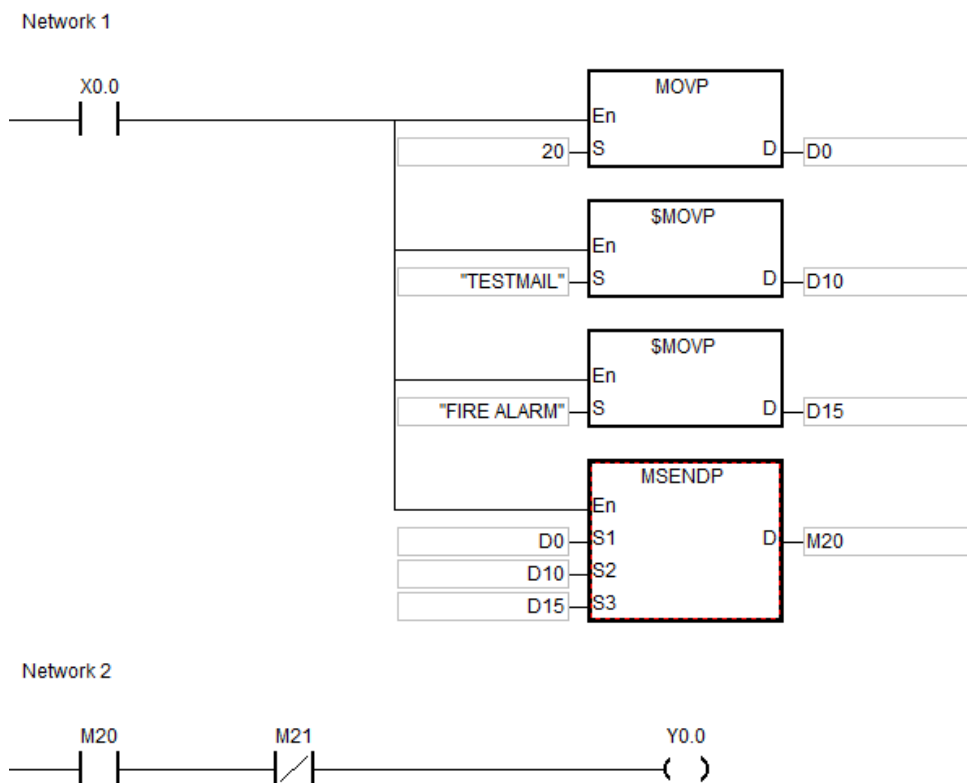 Network 1
X0.0
MOVP
En
20 S D D0
$MOVP
En
"TESTMAIL" S D D10
$MOVP
En
"FIRE ALARM" S D D15
MSENDP
En
D0 S1 D M20
D10 S2
D15 S3
Network 2
M20 M21 Y0.0